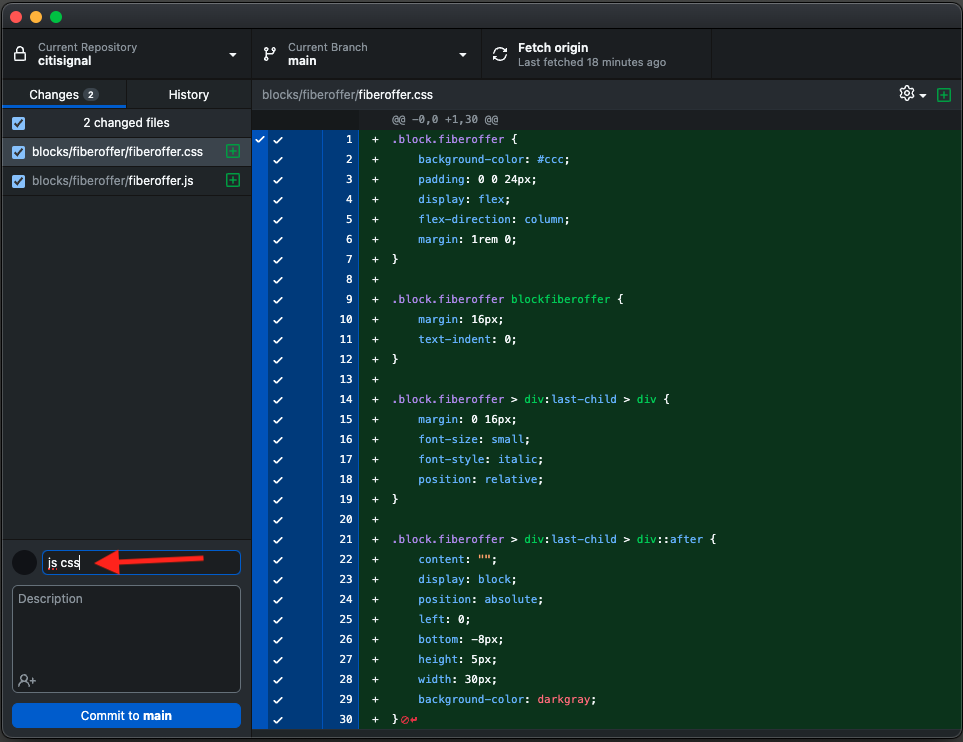 Current Repository
citisignal
Current Branch
main
Fetch origin
Last fetched 18 minutes ago
Changes 2
History
blocks/fiberoffer/fiberoffer.css
2 changed files
blocks/fiberoffer/fiberoffer.css
blocks/fiberoffer/fiberoffer.js
js css
Description
Commit to main
@@ -0,0 +1,30 @@
1 + .block.fiberoffer {
2 + background-color: #ccc;
3 + padding: 0 0 24px;
4 + display: flex;
5 + flex-direction: column;
6 + margin: 1rem 0;
7 + }
8 +
9 + .block.fiberoffer blockfiberoffer {
10 + margin: 16px;
11 + text-indent: 0;
12 + }
13 +
14 + .block.fiberoffer > div:last-child > div {
15 + margin: 0 16px;
16 + font-size: small;
17 + font-style: italic;
18 + position: relative;
19 + }
20 +
21 + .block.fiberoffer > div:last-child > div::after {
22 + content: "";
23 + display: block;
24 + position: absolute;
25 + left: 0;
26 + bottom: -8px;
27 + height: 5px;
28 + width: 30px;
29 + background-color: darkgray;
30 + }